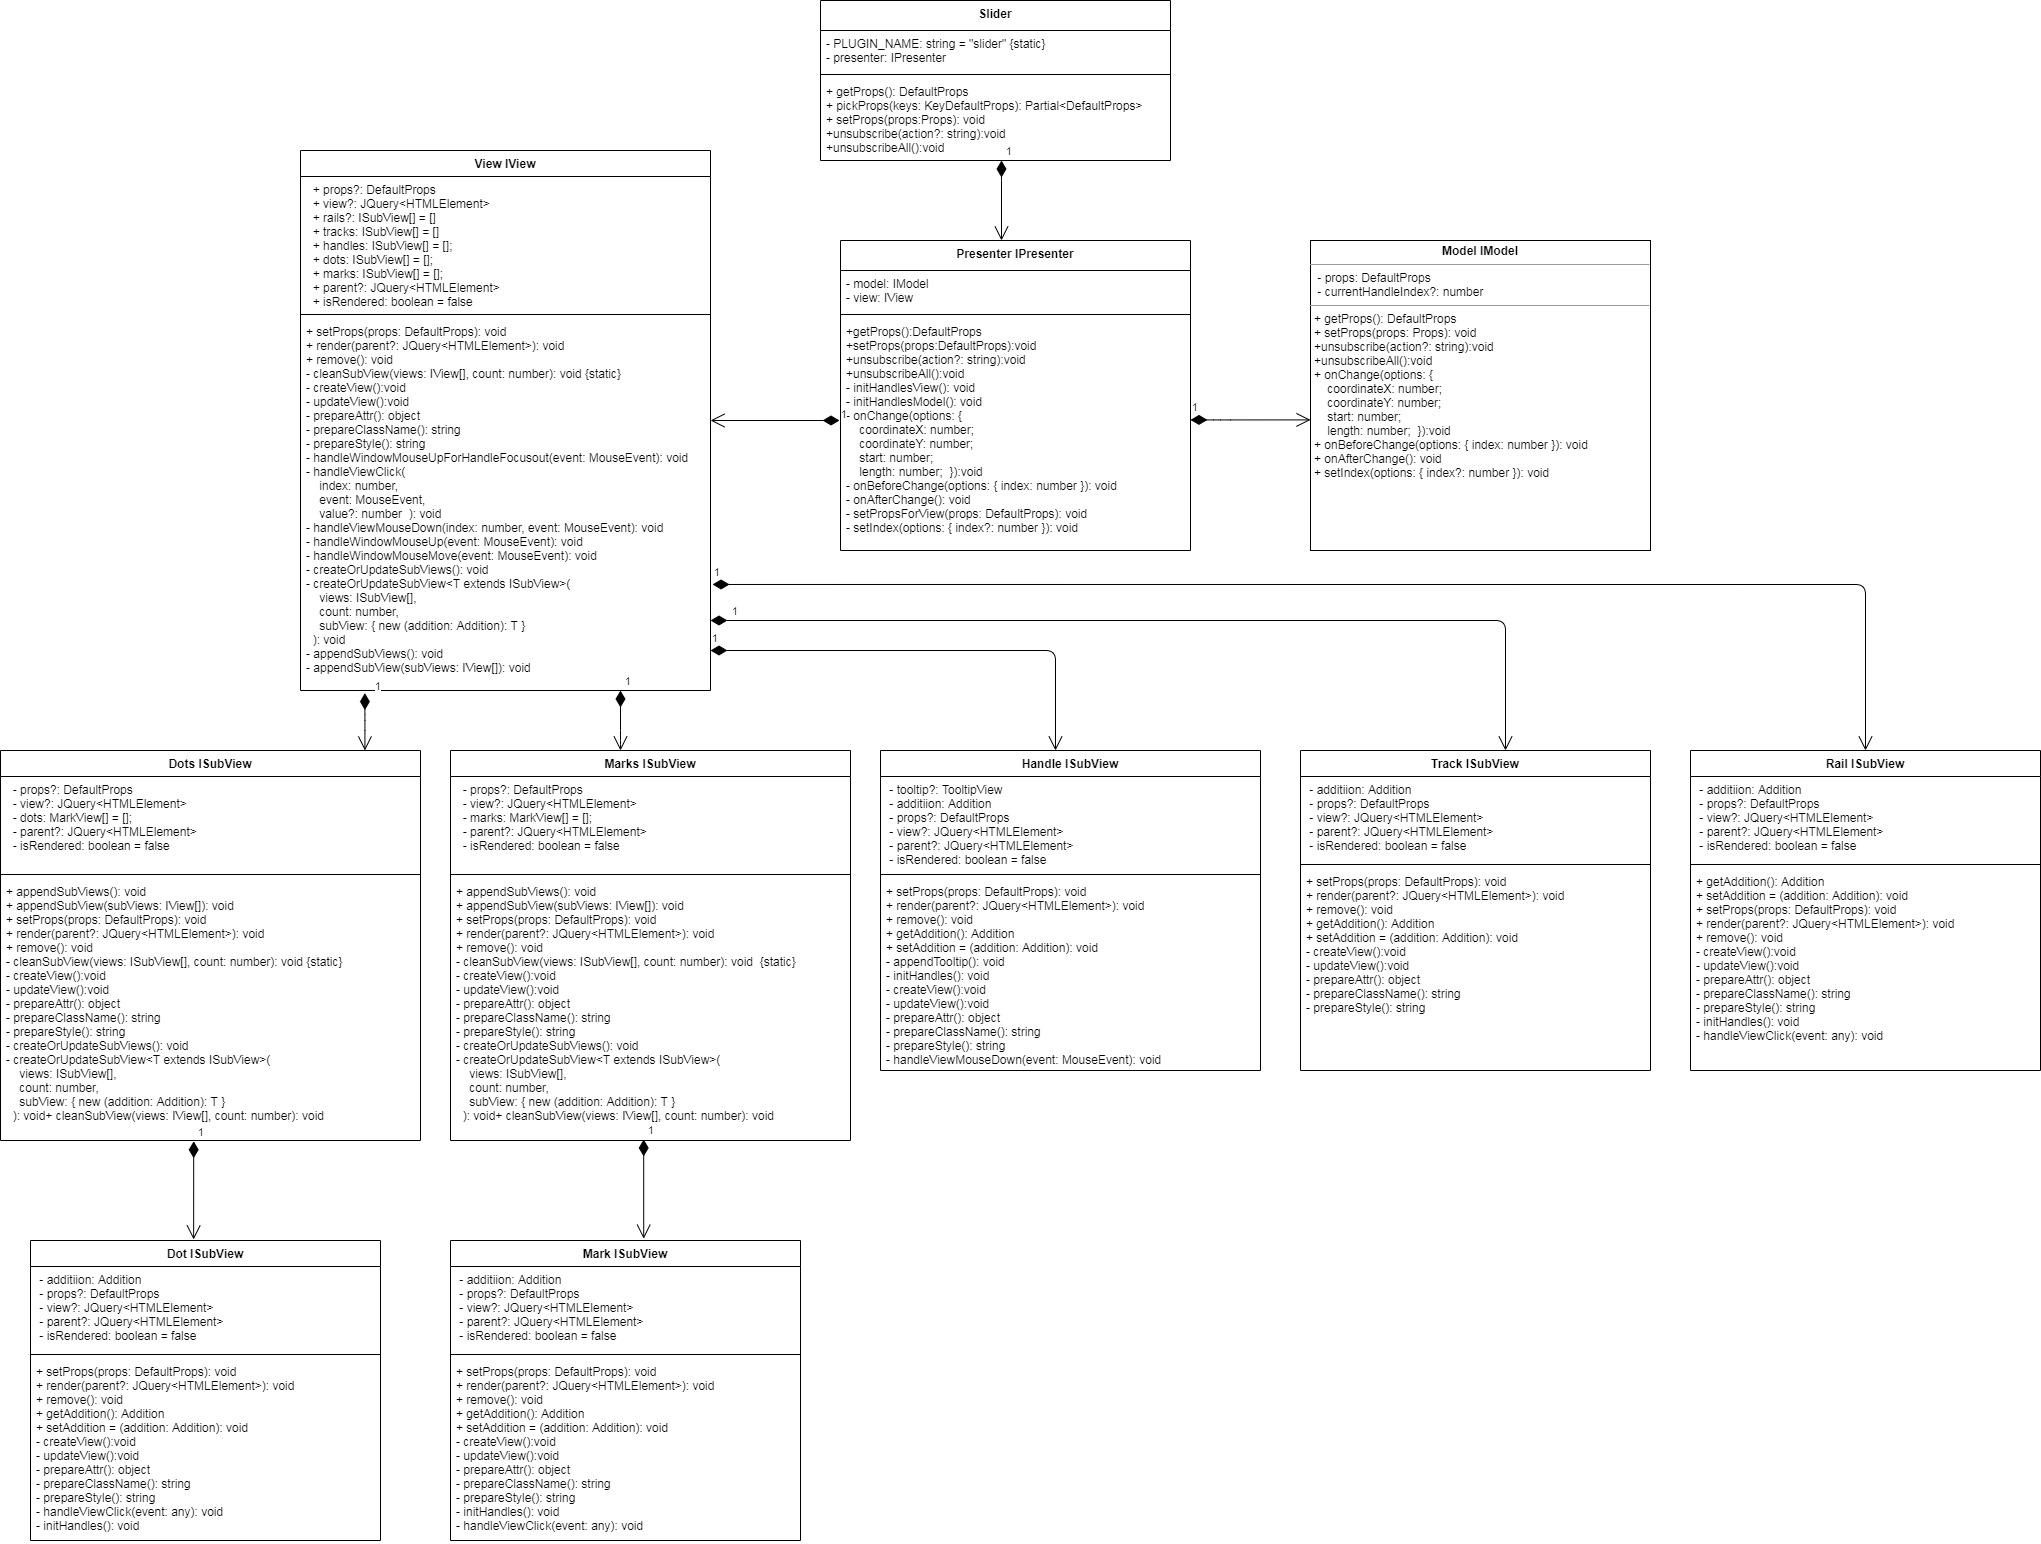 Slider
- PLUGIN_NAME: string = "slider" {static}
- presenter: IPresenter
+ getProps(): DefaultProps
+ pickProps(keys: KeyDefaultProps): Partial<DefaultProps>
+ setProps(props:Props): void
+unsubscribe(action?: string):void
+unsubscribeAll():void
1
View IView
+ props?: DefaultProps
+ view?: JQuery<HTMLElement>
+ rails?: ISubView[] = []
+ tracks: ISubView[] = []
+ handles: ISubView[] = [];
+ dots: ISubView[] = [];
+ marks: ISubView[] = [];
+ parent?: JQuery<HTMLElement>
+ isRendered: boolean = false
+ setProps(props: DefaultProps): void
+ render(parent?: JQuery<HTMLElement>): void
+ remove(): void
- cleanSubView(views: IView[], count: number): void {static}
- createView():void
- updateView():void
- prepareAttr(): object
- prepareClassName(): string
- prepareStyle(): string
- handleWindowMouseUpForHandleFocusout(event: MouseEvent): void
- handleViewClick(
index: number,
event: MouseEvent,
value?: number  ): void
- handleViewMouseDown(index: number, event: MouseEvent): void
- handleWindowMouseUp(event: MouseEvent): void
- handleWindowMouseMove(event: MouseEvent): void
- createOrUpdateSubViews(): void
- createOrUpdateSubView<T extends ISubView>(
views: ISubView[],
count: number,
subView: { new (addition: Addition): T }
): void
- appendSubViews(): void
- appendSubView(subViews: IView[]): void
Presenter IPresenter
- model: IModel
- view: IView
+getProps():DefaultProps
+setProps(props:DefaultProps):void
+unsubscribe(action?: string):void
+unsubscribeAll():void
- initHandlesView(): void
- initHandlesModel(): void
1
- onChange(options: {
coordinateX: number;
coordinateY: number;
start: number;
length: number;  }):void
- onBeforeChange(options: { index: number }): void
- onAfterChange(): void
- setPropsForView(props: DefaultProps): void
- setIndex(options: { index?: number }): void
1
Model IModel
- props: DefaultProps
- currentHandleIndex?: number
+ getProps(): DefaultProps
+ setProps(props: Props): void
+unsubscribe(action?: string):void
+unsubscribeAll():void
+ onChange(options: {
coordinateX: number;
coordinateY: number;
start: number;
length: number;  }):void
+ onBeforeChange(options: { index: number }): void
+ onAfterChange(): void
+ setIndex(options: { index?: number }): void
1
1
1
1
1
Dots ISubView
- props?: DefaultProps
- view?: JQuery<HTMLElement>
- dots: MarkView[] = [];
- parent?: JQuery<HTMLElement>
- isRendered: boolean = false
+ appendSubViews(): void
+ appendSubView(subViews: IView[]): void
+ setProps(props: DefaultProps): void
+ render(parent?: JQuery<HTMLElement>): void
+ remove(): void
- cleanSubView(views: ISubView[], count: number): void {static}
- createView():void
- updateView():void
- prepareAttr(): object
- prepareClassName(): string
- prepareStyle(): string
- createOrUpdateSubViews(): void
- createOrUpdateSubView<T extends ISubView>(
views: ISubView[],
count: number,
subView: { new (addition: Addition): T }
): void+ cleanSubView(views: IView[], count: number): void
1
Marks ISubView
- props?: DefaultProps
- view?: JQuery<HTMLElement>
- marks: MarkView[] = [];
- parent?: JQuery<HTMLElement>
- isRendered: boolean = false
+ appendSubViews(): void
+ appendSubView(subViews: IView[]): void
+ setProps(props: DefaultProps): void
+ render(parent?: JQuery<HTMLElement>): void
+ remove(): void
- cleanSubView(views: ISubView[], count: number): void  {static}
- createView():void
- updateView():void
- prepareAttr(): object
- prepareClassName(): string
- prepareStyle(): string
- createOrUpdateSubViews(): void
- createOrUpdateSubView<T extends ISubView>(
views: ISubView[],
count: number,
subView: { new (addition: Addition): T }
): void+ cleanSubView(views: IView[], count: number): void
1
Handle ISubView
- tooltip?: TooltipView
- additiion: Addition
- props?: DefaultProps
- view?: JQuery<HTMLElement>
- parent?: JQuery<HTMLElement>
- isRendered: boolean = false
+ setProps(props: DefaultProps): void
+ render(parent?: JQuery<HTMLElement>): void
+ remove(): void
+ getAddition(): Addition
+ setAddition = (addition: Addition): void
- appendTooltip(): void
- initHandles(): void
- createView():void
- updateView():void
- prepareAttr(): object
- prepareClassName(): string
- prepareStyle(): string
- handleViewMouseDown(event: MouseEvent): void
Track ISubView
- additiion: Addition
- props?: DefaultProps
- view?: JQuery<HTMLElement>
- parent?: JQuery<HTMLElement>
- isRendered: boolean = false
+ setProps(props: DefaultProps): void
+ render(parent?: JQuery<HTMLElement>): void
+ remove(): void
+ getAddition(): Addition
+ setAddition = (addition: Addition): void
- createView():void
- updateView():void
- prepareAttr(): object
- prepareClassName(): string
- prepareStyle(): string
Rail ISubView
- additiion: Addition
- props?: DefaultProps
- view?: JQuery<HTMLElement>
- parent?: JQuery<HTMLElement>
- isRendered: boolean = false
+ getAddition(): Addition
+ setAddition = (addition: Addition): void
+ setProps(props: DefaultProps): void
+ render(parent?: JQuery<HTMLElement>): void
+ remove(): void
- createView():void
- updateView():void
- prepareAttr(): object
- prepareClassName(): string
- prepareStyle(): string
- initHandles(): void
- handleViewClick(event: any): void
Dot ISubView
- additiion: Addition
- props?: DefaultProps
- view?: JQuery<HTMLElement>
- parent?: JQuery<HTMLElement>
- isRendered: boolean = false
+ setProps(props: DefaultProps): void
+ render(parent?: JQuery<HTMLElement>): void
+ remove(): void
+ getAddition(): Addition
+ setAddition = (addition: Addition): void
- createView():void
- updateView():void
- prepareAttr(): object
- prepareClassName(): string
- prepareStyle(): string
- handleViewClick(event: any): void
- initHandles(): void
Mark ISubView
- additiion: Addition
- props?: DefaultProps
- view?: JQuery<HTMLElement>
- parent?: JQuery<HTMLElement>
- isRendered: boolean = false
+ setProps(props: DefaultProps): void
+ render(parent?: JQuery<HTMLElement>): void
+ remove(): void
+ getAddition(): Addition
+ setAddition = (addition: Addition): void
- createView():void
- updateView():void
- prepareAttr(): object
- prepareClassName(): string
- prepareStyle(): string
- initHandles(): void
- handleViewClick(event: any): void